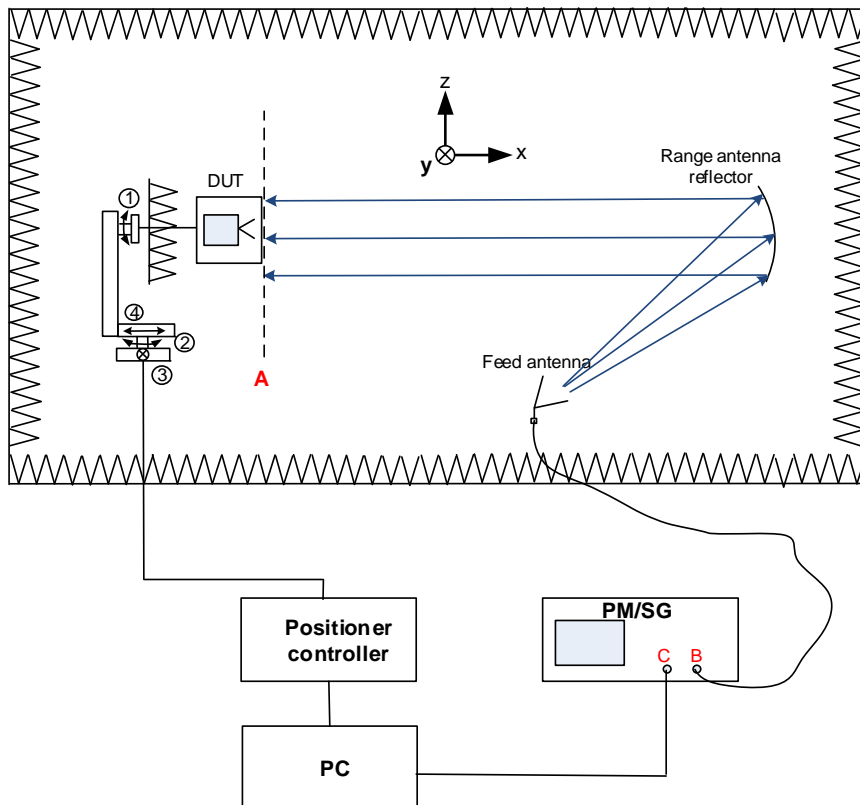 z
x
y
Range antenna
reflector
DUT
①
④
②
③
A
Feed antenna
PM/SG
C
B
Positioner
controller
PC